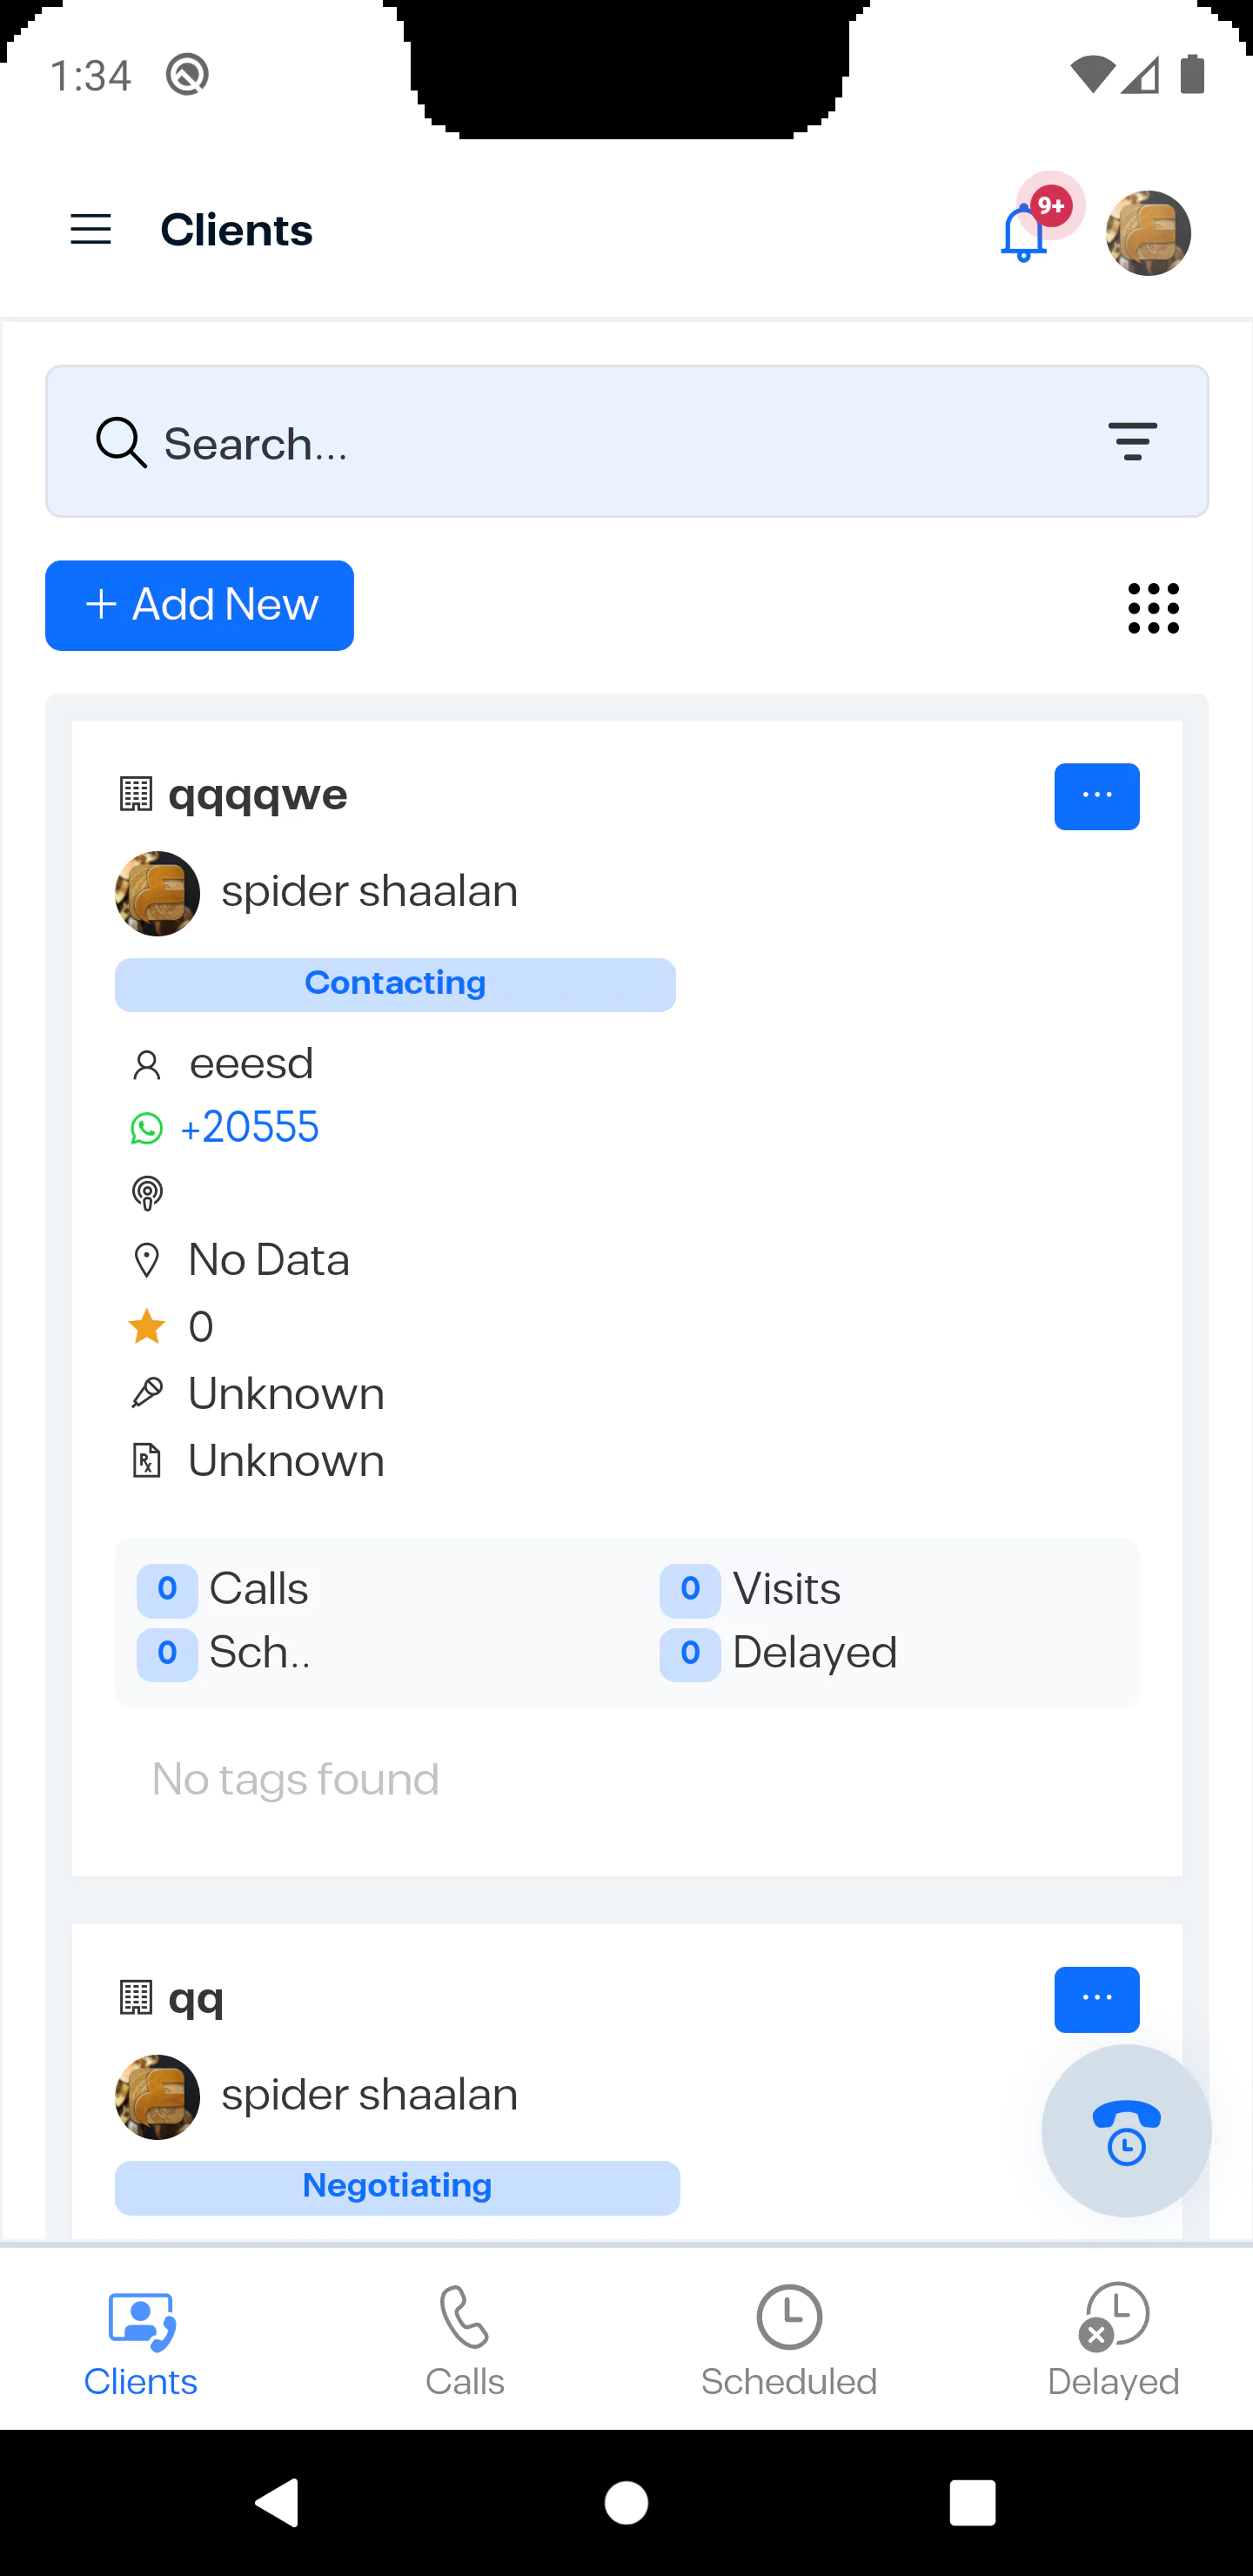 1:34
Clients
9+
Search...
+ Add New
qqqqwe
...
spider shaalan
Contacting
eeesd
+20555
No Data
0
Unknown
Unknown
0 Calls
0 Visits
0 Sch..
0 Delayed
No tags found
qq
...
spider shaalan
Negotiating
Clients
Calls
Scheduled
Delayed